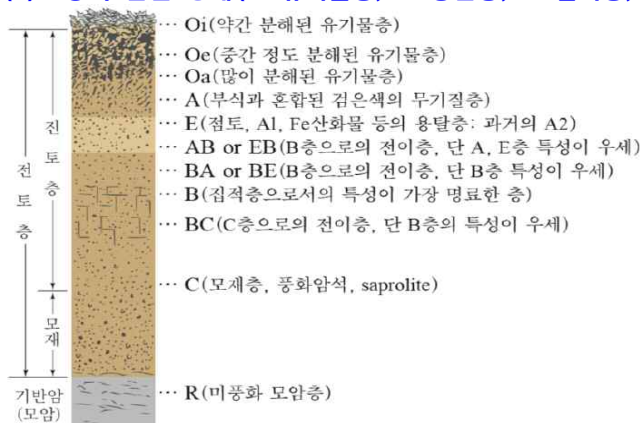 ··· Oi(약간 분해된 유기물층)
··· Oe(중간 정도 분해된 유기물층)
··· Oa(많이 분해된 유기물층)
··· A(부식과 혼합된 검은색의 무기질층)
··· E(점토, Al, Fe산화물 등의 용탈층: 과거의 A2)
··· AB or EB(B층으로의 전이층, 단 A, E층 특성이 우세)
··· BA or BE(B층으로의 전이층, 단 B층 특성이 우세)
··· B(집적층으로서의 특성이 가장 명료한 층)
··· BC(C층으로의 전이층, 단 B층의 특성이 우세)
··· C(모재층, 풍화암석, saprolite)
··· R(미풍화 모암층)
전토층
진토층
모재
기반암
(모암)